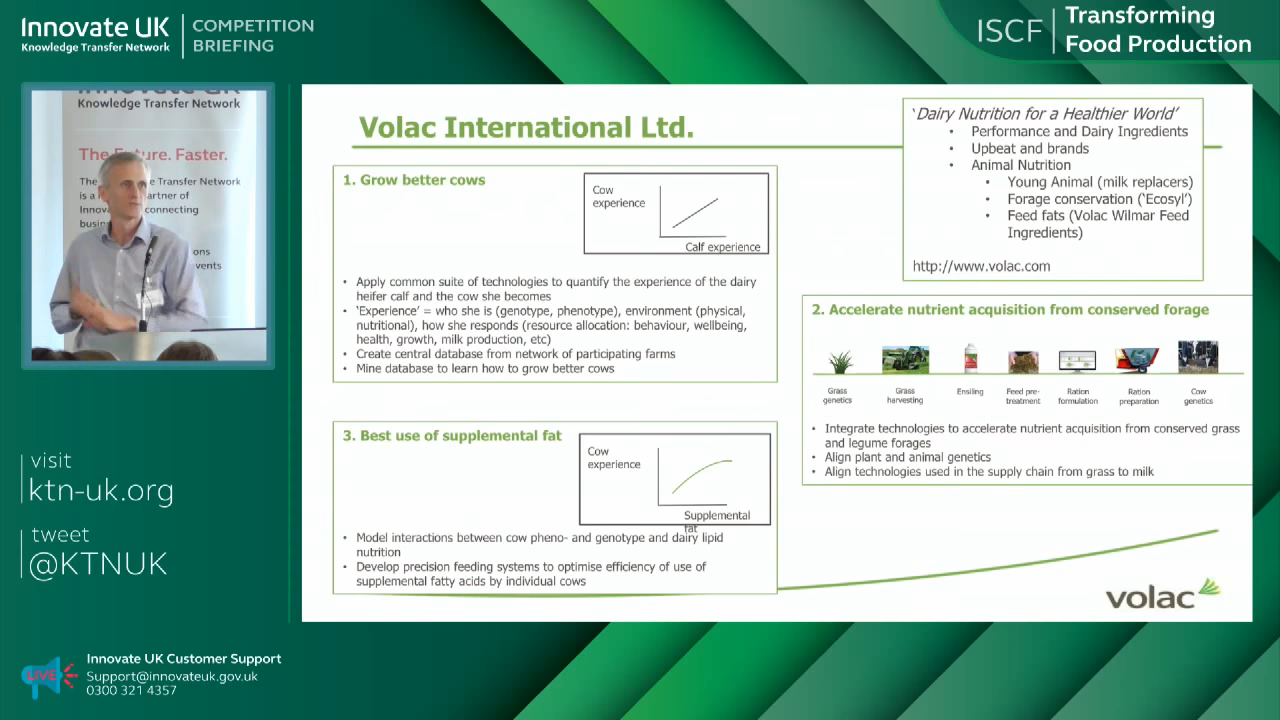 Innovate UK
Knowledge Transfer Network
COMPETITION
BRIEFING
ISCF
Transforming
Food Production
Knowledge Transfer Network
visit
ktn-uk.org
tweet
@KTNUK
LIVE
Innovate UK Customer Support
Support@innovateuk.gov.uk
0300 321 4357
Volac International Ltd.
'Dairy Nutrition for a Healthier World'
• Performance and Dairy Ingredients
• Upbeat and brands
• Animal Nutrition
• Young Animal (milk replacers)
• Forage conservation ('Ecosyl')
• Feed fats (Volac Wilmar Feed
Ingredients)
http://www.volac.com
1. Grow better cows
Cow
experience
Calf experience
• Apply common suite of technologies to quantify the experience of the dairy
heifer calf and the cow she becomes
• 'Experience' = who she is (genotype, phenotype), environment (physical,
nutritional), how she responds (resource allocation: behaviour, wellbeing,
health, growth, milk production, etc)
• Create central database from network of participating farms
• Mine database to learn how to grow better cows
2. Accelerate nutrient acquisition from conserved forage
Grass
genetics
Grass
harvesting
Ensiling
Feed pre-
treatment
Ration
formulation
Ration
preparation
Cow
genetics
• Integrate technologies to accelerate nutrient acquisition from conserved grass
and legume forages
• Align plant and animal genetics
• Align technologies used in the supply chain from grass to milk
3. Best use of supplemental fat
Cow
experience
Supplemental
fat
• Model interactions between cow pheno- and genotype and dairy lipid
nutrition
• Develop precision feeding systems to optimise efficiency of use of
supplemental fatty acids by individual cows
volac